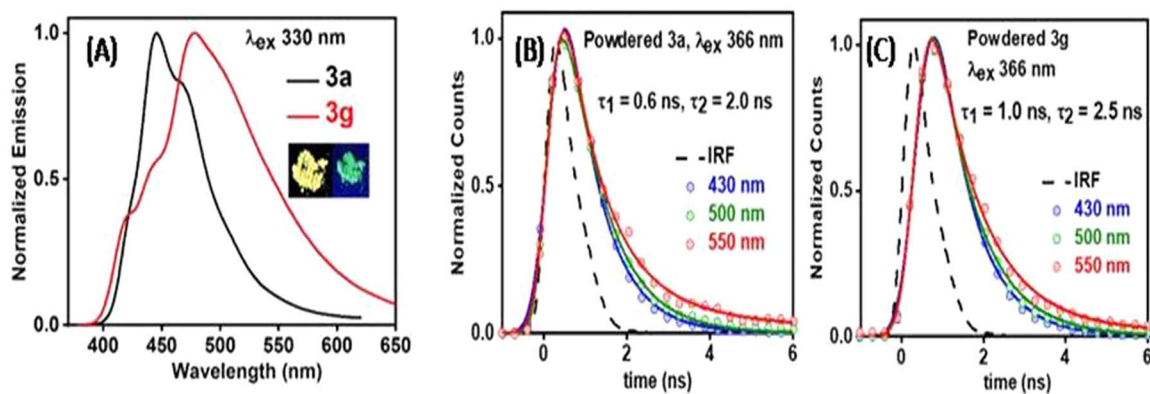 (A)
λex 330 nm
3a
3g
Normalized Emission
1.0
0.5
0.0
400 450 500 550 600 650
Wavelength (nm)
(B)
Powdered 3a, λex 366 nm
τ1 = 0.6 ns, τ2 = 2.0 ns
IRF
430 nm
500 nm
550 nm
Normalized Counts
1.0
0.5
0.0
0 2 4 6
time (ns)
(C)
Powdered 3g
λex 366 nm
τ1 = 1.0 ns, τ2 = 2.5 ns
IRF
430 nm
500 nm
550 nm
Normalized Counts
1.0
0.5
0.0
0 2 4 6
time (ns)